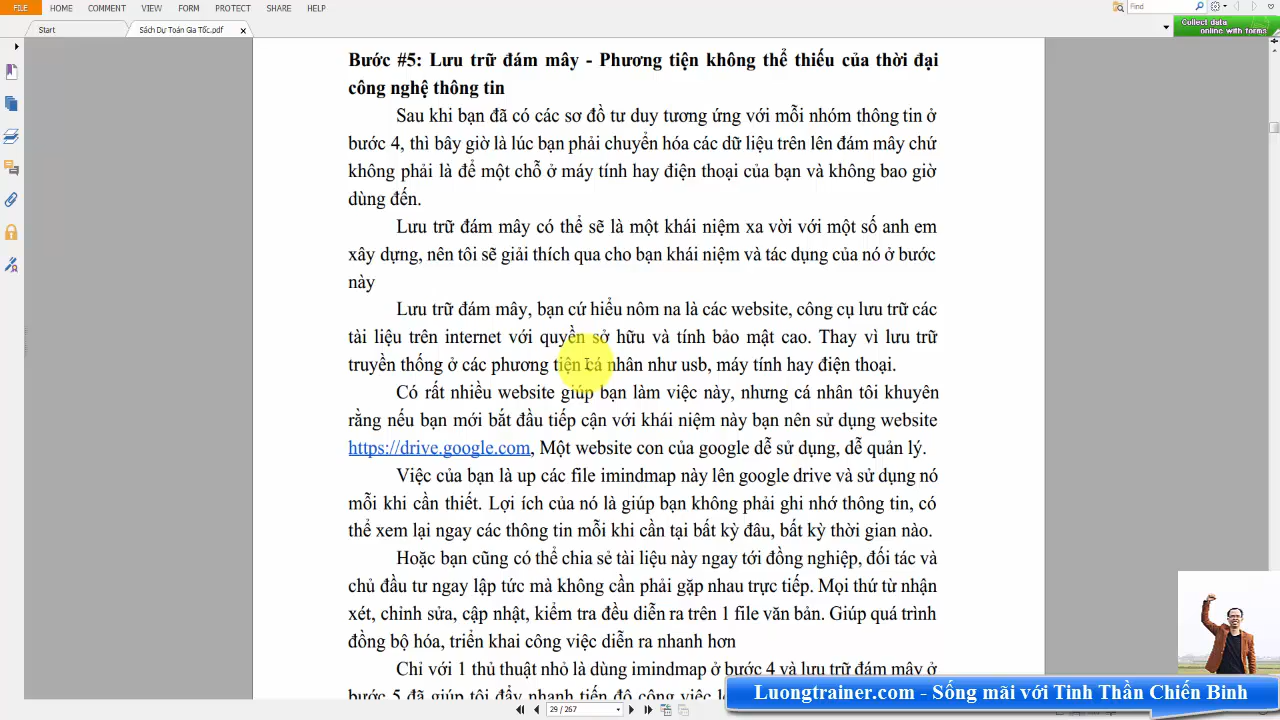 FILE HOME COMMENT VIEW FORM PROTECT SHARE HELP
Find
Start Sách Dự Toán Gia Tốc.pdf x
Collect data
online with forms
Bước #5: Lưu trữ đám mây - Phương tiện không thể thiếu của thời đại
công nghệ thông tin
Sau khi bạn đã có các sơ đồ tư duy tương ứng với mỗi nhóm thông tin ở
bước 4, thì bây giờ là lúc bạn phải chuyển hóa các dữ liệu trên lên đám mây chứ
không phải là để một chỗ ở máy tính hay điện thoại của bạn và không bao giờ
dùng đến.
Lưu trữ đám mây có thể sẽ là một khái niệm xa vời với một số anh em
xây dựng, nên tôi sẽ giải thích qua cho bạn khái niệm và tác dụng của nó ở bước
này
Lưu trữ đám mây, bạn cứ hiểu nôm na là các website, công cụ lưu trữ các
tài liệu trên internet với quyền sở hữu và tính bảo mật cao. Thay vì lưu trữ
truyền thống ở các phương tiện cá nhân như usb, máy tính hay điện thoại.
Có rất nhiều website giúp bạn làm việc này, nhưng cá nhân tôi khuyên
rằng nếu bạn mới bắt đầu tiếp cận với khái niệm này bạn nên sử dụng website
https://drive.google.com, Một website con của google dễ sử dụng, dễ quản lý.
Việc của bạn là up các file imindmap này lên google drive và sử dụng nó
mỗi khi cần thiết. Lợi ích của nó là giúp bạn không phải ghi nhớ thông tin, có
thể xem lại ngay các thông tin mỗi khi cần tại bất kỳ đâu, bất kỳ thời gian nào.
Hoặc bạn cũng có thể chia sẻ tài liệu này ngay tới đồng nghiệp, đối tác và
chủ đầu tư ngay lập tức mà không cần phải gặp nhau trực tiếp. Mọi thứ từ nhận
xét, chỉnh sửa, cập nhật, kiểm tra đều diễn ra trên 1 file văn bản. Giúp quá trình
đồng bộ hóa, triển khai công việc diễn ra nhanh hơn
Chỉ với 1 thủ thuật nhỏ là dùng imindmap ở bước 4 và lưu trữ đám mây ở
bước 5 đã giúp tôi đẩy nhanh tiến độ công việc
Luongtrainer.com - Sống mãi với Tinh Thần Chiến Binh
29 / 267